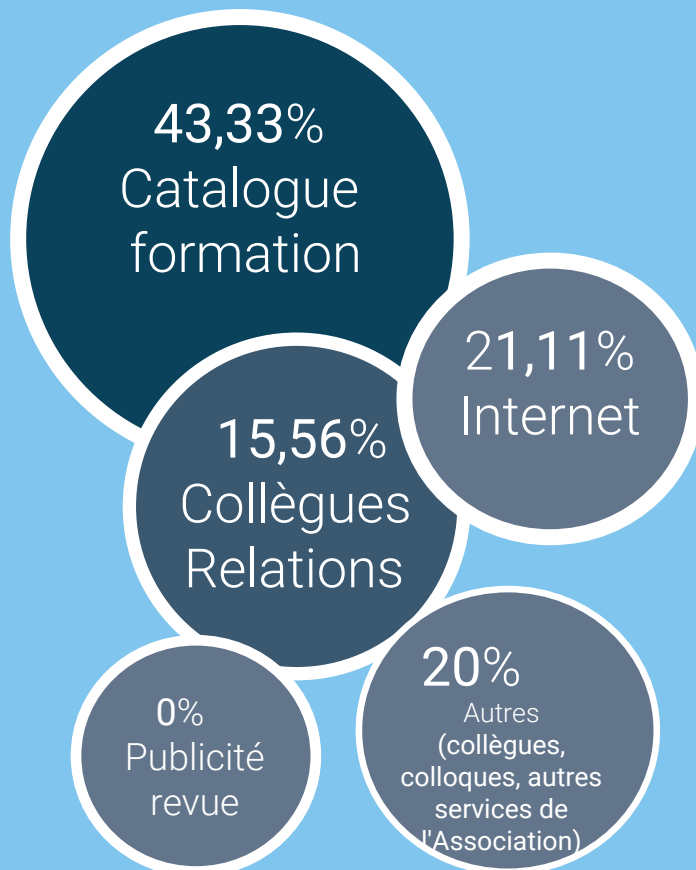 43,33%
Catalogue
formation
21,11%
Internet
15,56%
Collègues
Relations
20%
Autres
(collègues,
colloques, autres
services de
l'Association)
0%
Publicité
revue